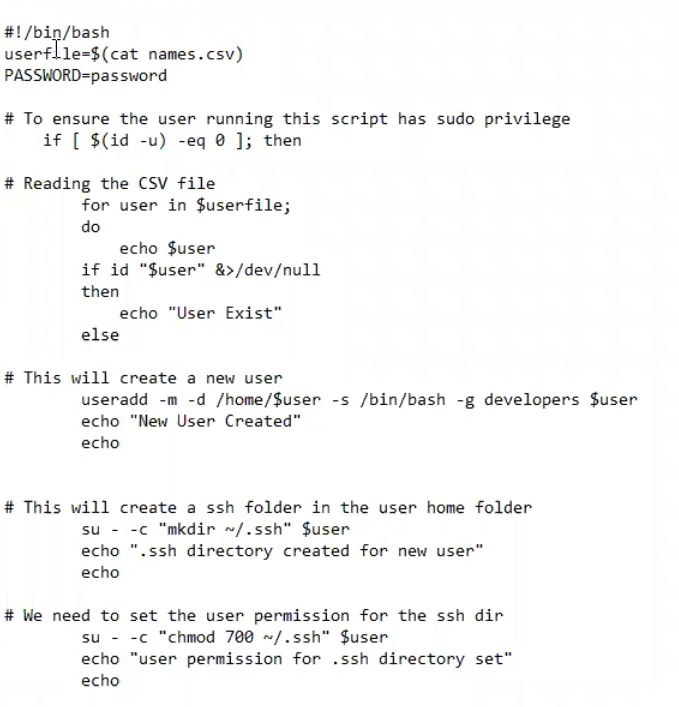 #!/bin/bash
userfile=$(cat names.csv)
PASSWORD=password
# To ensure the user running this script has sudo privilege
if [ $(id -u) -eq 0 ]; then
# Reading the CSV file
for user in $userfile;
do
echo $user
if id "$user" &>/dev/null
then
echo "User Exist"
else
# This will create a new user
useradd -m -d /home/$user -s /bin/bash -g developers $user
echo "New User Created"
echo
# This will create a ssh folder in the user home folder
su - -c "mkdir ~/.ssh" $user
echo ".ssh directory created for new user"
echo
# We need to set the user permission for the ssh dir
su - -c "chmod 700 ~/.ssh" $user
echo "user permission for .ssh directory set"
echo